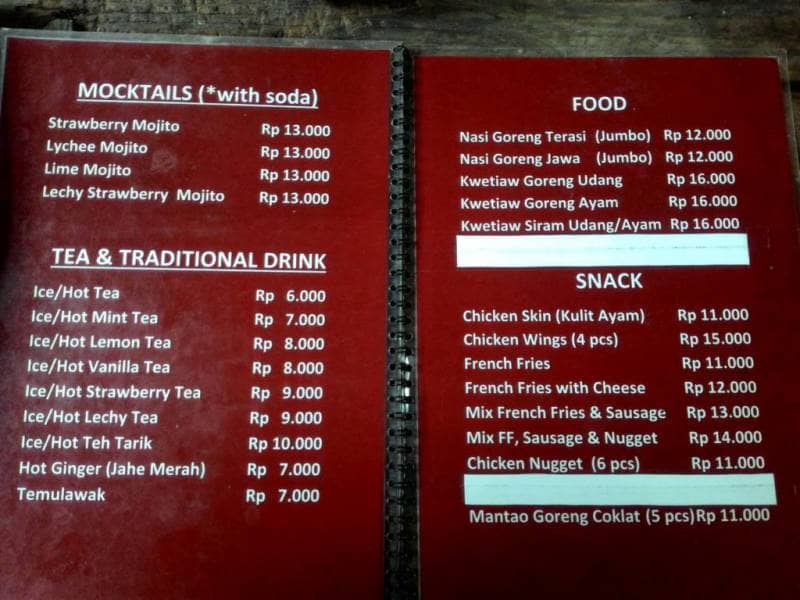 MOCKTAILS (*with soda)
Strawberry Mojito Rp 13.000
Lychee Mojito Rp 13.000
Lime Mojito Rp 13.000
Lechy Strawberry Mojito Rp 13.000
TEA & TRADITIONAL DRINK
Ice/Hot Tea Rp 6.000
Ice/Hot Mint Tea Rp 7.000
Ice/Hot Lemon Tea Rp 8.000
Ice/Hot Vanilla Tea Rp 8.000
Ice/Hot Strawberry Tea Rp 9.000
Ice/Hot Lechy Tea Rp 9.000
Ice/Hot Teh Tarik Rp 10.000
Hot Ginger (Jahe Merah) Rp 7.000
Temulawak Rp 7.000
FOOD
Nasi Goreng Terasi (Jumbo) Rp 12.000
Nasi Goreng Jawa (Jumbo) Rp 12.000
Kwetiaw Goreng Udang Rp 16.000
Kwetiaw Goreng Ayam Rp 16.000
Kwetiaw Siram Udang/Ayam Rp 16.000
SNACK
Chicken Skin (Kulit Ayam) Rp 11.000
Chicken Wings (4 pcs) Rp 15.000
French Fries Rp 11.000
French Fries with Cheese Rp 12.000
Mix French Fries & Sausage Rp 13.000
Mix FF, Sausage & Nugget Rp 14.000
Chicken Nugget (6 pcs) Rp 11.000
Mantao Goreng Coklat (5 pcs) Rp 11.000